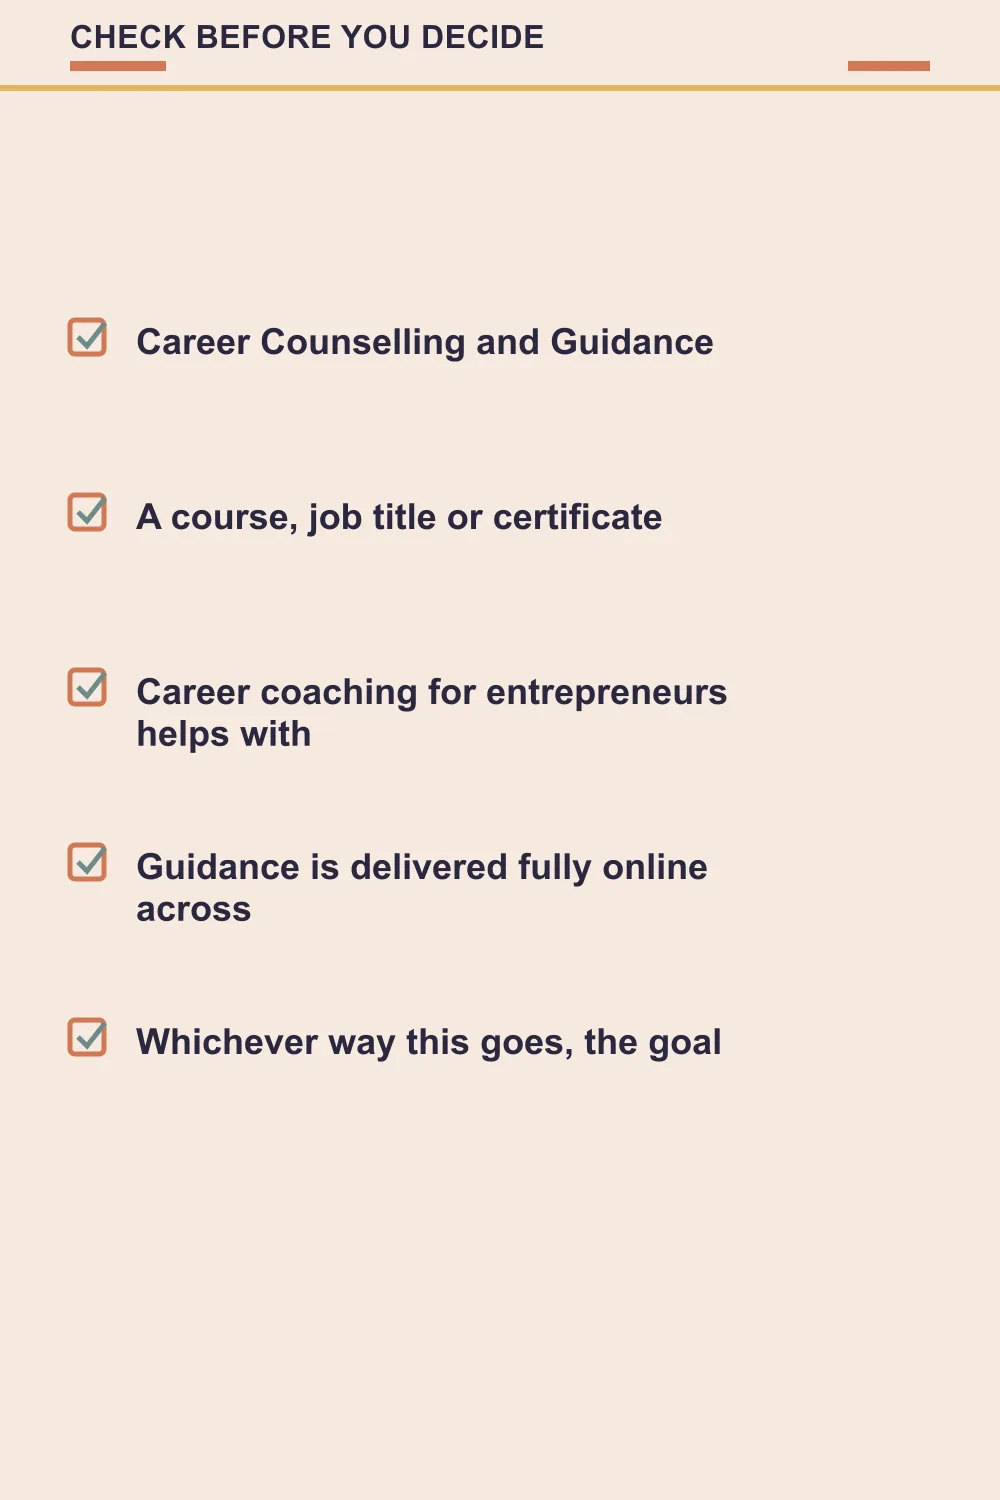 CHECK BEFORE YOU DECIDE
Career Counselling and Guidance
A course, job title or certificate
Career coaching for entrepreneurs
helps with
Guidance is delivered fully online
across
Whichever way this goes, the goal